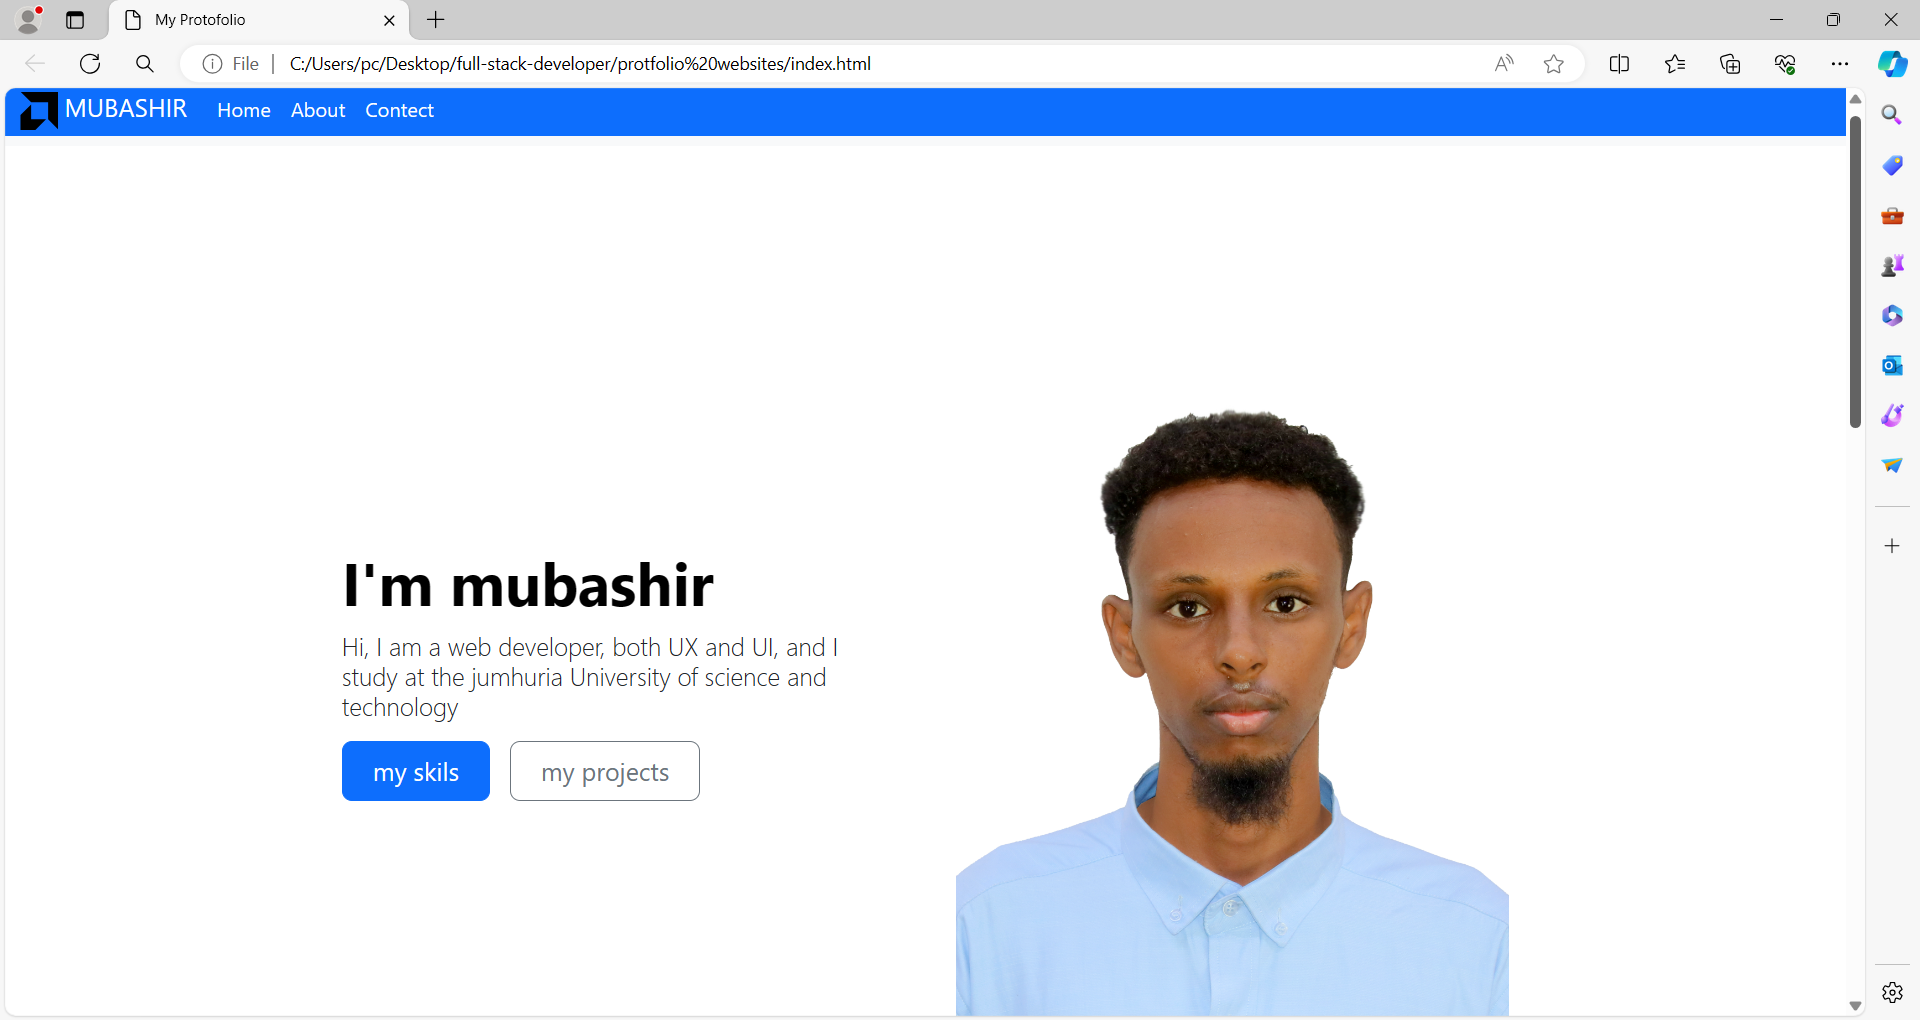 My Protofolio
File
C:/Users/pc/Desktop/full-stack-developer/protfolio%20websites/index.html
MUBASHIR Home About Contect
I'm mubashir
Hi, I am a web developer, both UX and UI, and I
study at the jumhuria University of science and
technology
my skils my projects